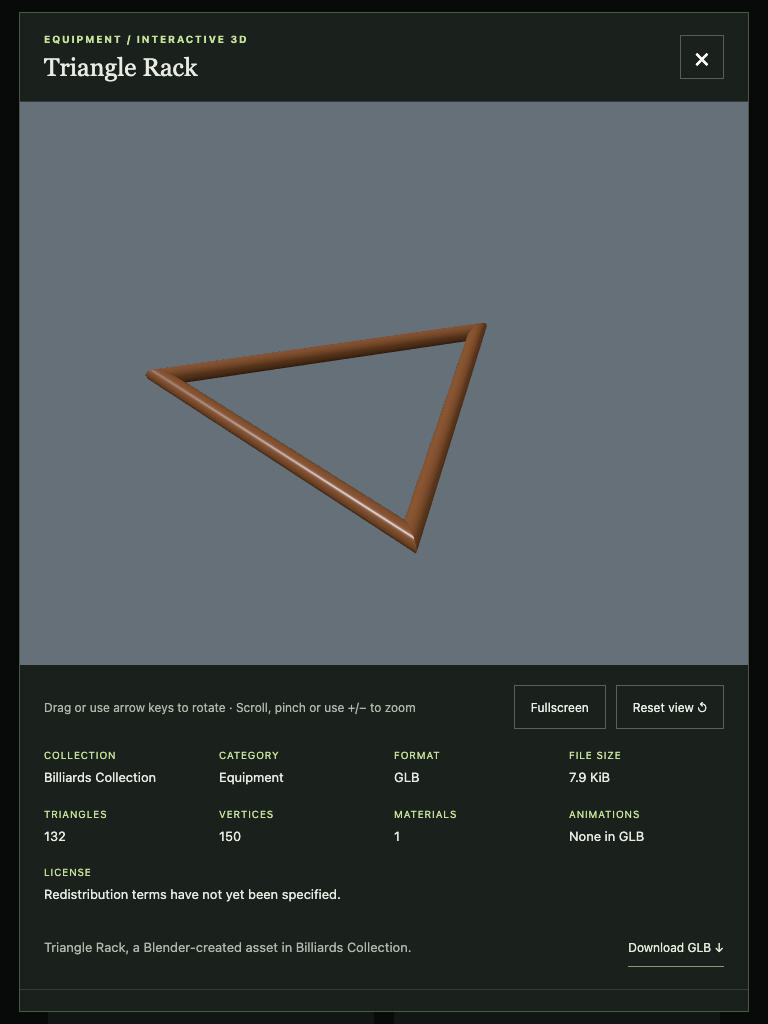 EQUIPMENT / INTERACTIVE 3D
Triangle Rack
×
Drag or use arrow keys to rotate · Scroll, pinch or use +/− to zoom
Fullscreen
Reset view ↺
COLLECTION
Billiards Collection
CATEGORY
Equipment
FORMAT
GLB
FILE SIZE
7.9 KiB
TRIANGLES
132
VERTICES
150
MATERIALS
1
ANIMATIONS
None in GLB
LICENSE
Redistribution terms have not yet been specified.
Triangle Rack, a Blender-created asset in Billiards Collection.
Download GLB ↓